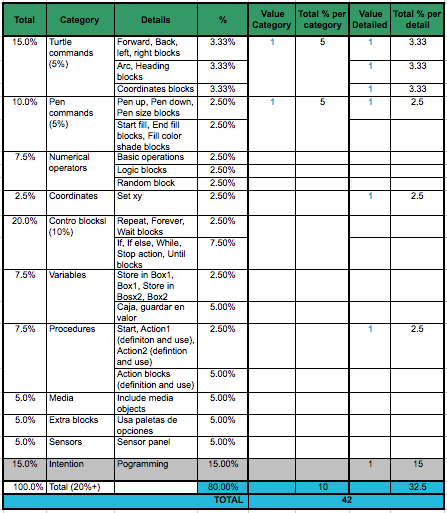 Total Category Details % Value Category Total % per category Value Detailed Total % per detail
15.0% Turtle commands (5%) Forward, Back, left, right blocks 3.33% 1 5 1 3.33
Arc, Heading blocks 3.33% 1 3.33
Coordinates blocks 3.33% 1 3.33
10.0% Pen commands (5%) Pen up, Pen down, Pen size blocks 2.50% 1 5 1 2.5
Start fill, End fill blocks, Fill color shade blocks 2.50%
7.5% Numerical operators Basic operations 2.50%
Logic blocks 2.50%
Random block 2.50%
2.5% Coordinates Set xy 2.50% 1 2.5
20.0% Contro blocksl (10%) Repeat, Forever, Wait blocks 2.50%
If, If else, While, Stop action, Until blocks 7.50%
7.5% Variables Store in Box1, Box1, Store in Bosx2, Box2 2.50%
Caja, guardar en valor 5.00%
7.5% Procedures Start, Action1 (definiton and use), Action2 (defintion and use) 2.50% 1 2.5
Action blocks (definition and use) 5.00%
5.0% Media Include media objects 5.00%
5.0% Extra blocks Usa paletas de opciones 5.00%
5.0% Sensors Sensor panel 5.00%
15.0% Intention Pogramming 15.00% 1 15
100.0% Total (20%+) 80.00% 10 32.5
TOTAL 42